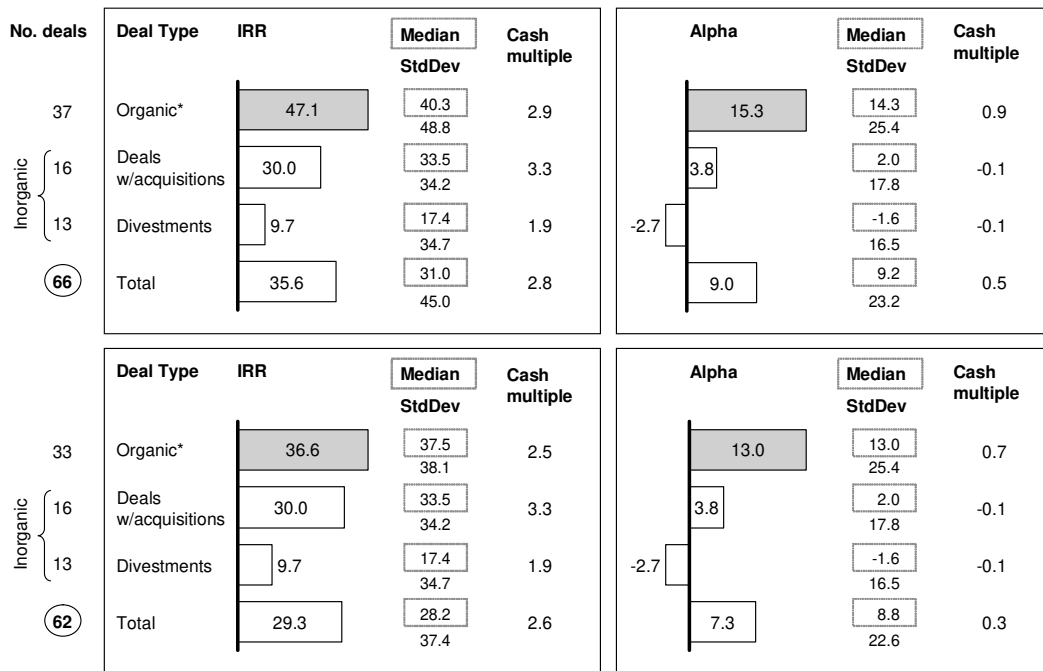 No. deals Deal Type IRR Median Cash multiple Alpha Median Cash multiple
StdDev StdDev
37 Organic* 47.1 40.3 2.9 15.3 14.3 0.9
48.8 25.4
Inorganic
16 Deals w/acquisitions 30.0 33.5 3.3 3.8 2.0 -0.1
34.2 17.8
13 Divestments 9.7 17.4 1.9 -2.7 -1.6 -0.1
34.7 16.5
66 Total 35.6 31.0 2.8 9.0 9.2 0.5
45.0 23.2
Deal Type IRR Median Cash multiple Alpha Median Cash multiple
StdDev StdDev
33 Organic* 36.6 37.5 2.5 13.0 13.0 0.7
38.1 25.4
Inorganic
16 Deals w/acquisitions 30.0 33.5 3.3 3.8 2.0 -0.1
34.2 17.8
13 Divestments 9.7 17.4 1.9 -2.7 -1.6 -0.1
34.7 16.5
62 Total 29.3 28.2 2.6 7.3 8.8 0.3
37.4 22.6